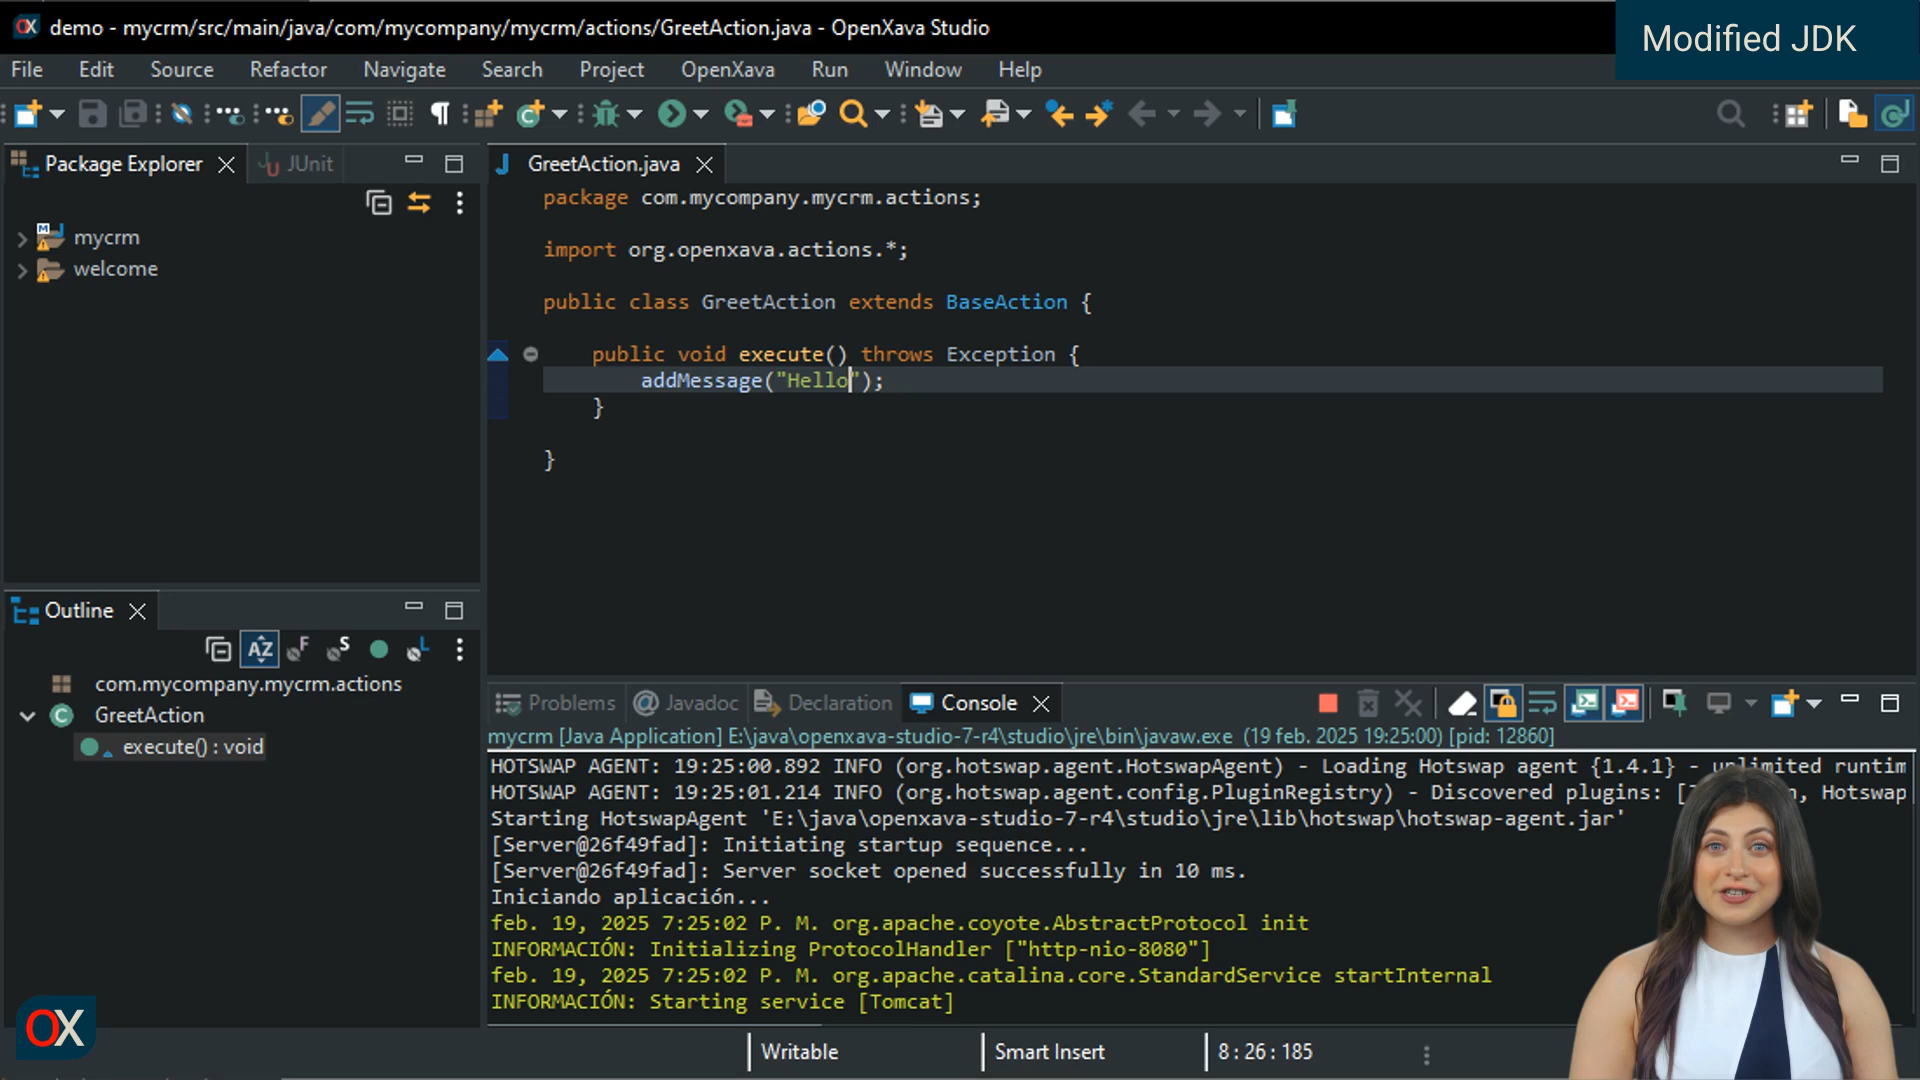 demo - mycrm/src/main/java/com/mycompany/mycrm/actions/GreetAction.java - OpenXava Studio
Modified JDK
File Edit Source Refactor Navigate Search Project OpenXava Run Window Help
Package Explorer
JUnit
mycrm
welcome
GreetAction.java
package com.mycompany.mycrm.actions;
import org.openxava.actions.*;
public class GreetAction extends BaseAction {
public void execute() throws Exception {
addMessage("Hello");
}
}
Outline
com.mycompany.mycrm.actions
GreetAction
execute() : void
Problems
Javadoc
Declaration
Console
mycrm [Java Application] E:\java\openxava-studio-7-r4\studio\jre\bin\javaw.exe (19 feb. 2025 19:25:00) [pid: 12860]
HOTSWAP AGENT: 19:25:00.892 INFO (org.hotswap.agent.HotswapAgent) - Loading Hotswap agent {1.4.1} - unlimited runtim
HOTSWAP AGENT: 19:25:01.214 INFO (org.hotswap.agent.config.PluginRegistry) - Discovered plugins: [ Hotswap
Starting HotswapAgent 'E:\java\openxava-studio-7-r4\studio\jre\lib\hotswap\hotswap-agent.jar'
[Server@26f49fad]: Initiating startup sequence...
[Server@26f49fad]: Server socket opened successfully in 10 ms.
Iniciando aplicación...
feb. 19, 2025 7:25:02 P. M. org.apache.coyote.AbstractProtocol init
INFORMACIÓN: Initializing ProtocolHandler ["http-nio-8080"]
feb. 19, 2025 7:25:02 P. M. org.apache.catalina.core.StandardService startInternal
INFORMACIÓN: Starting service [Tomcat]
OX
Writable
Smart Insert
8 : 26 : 185